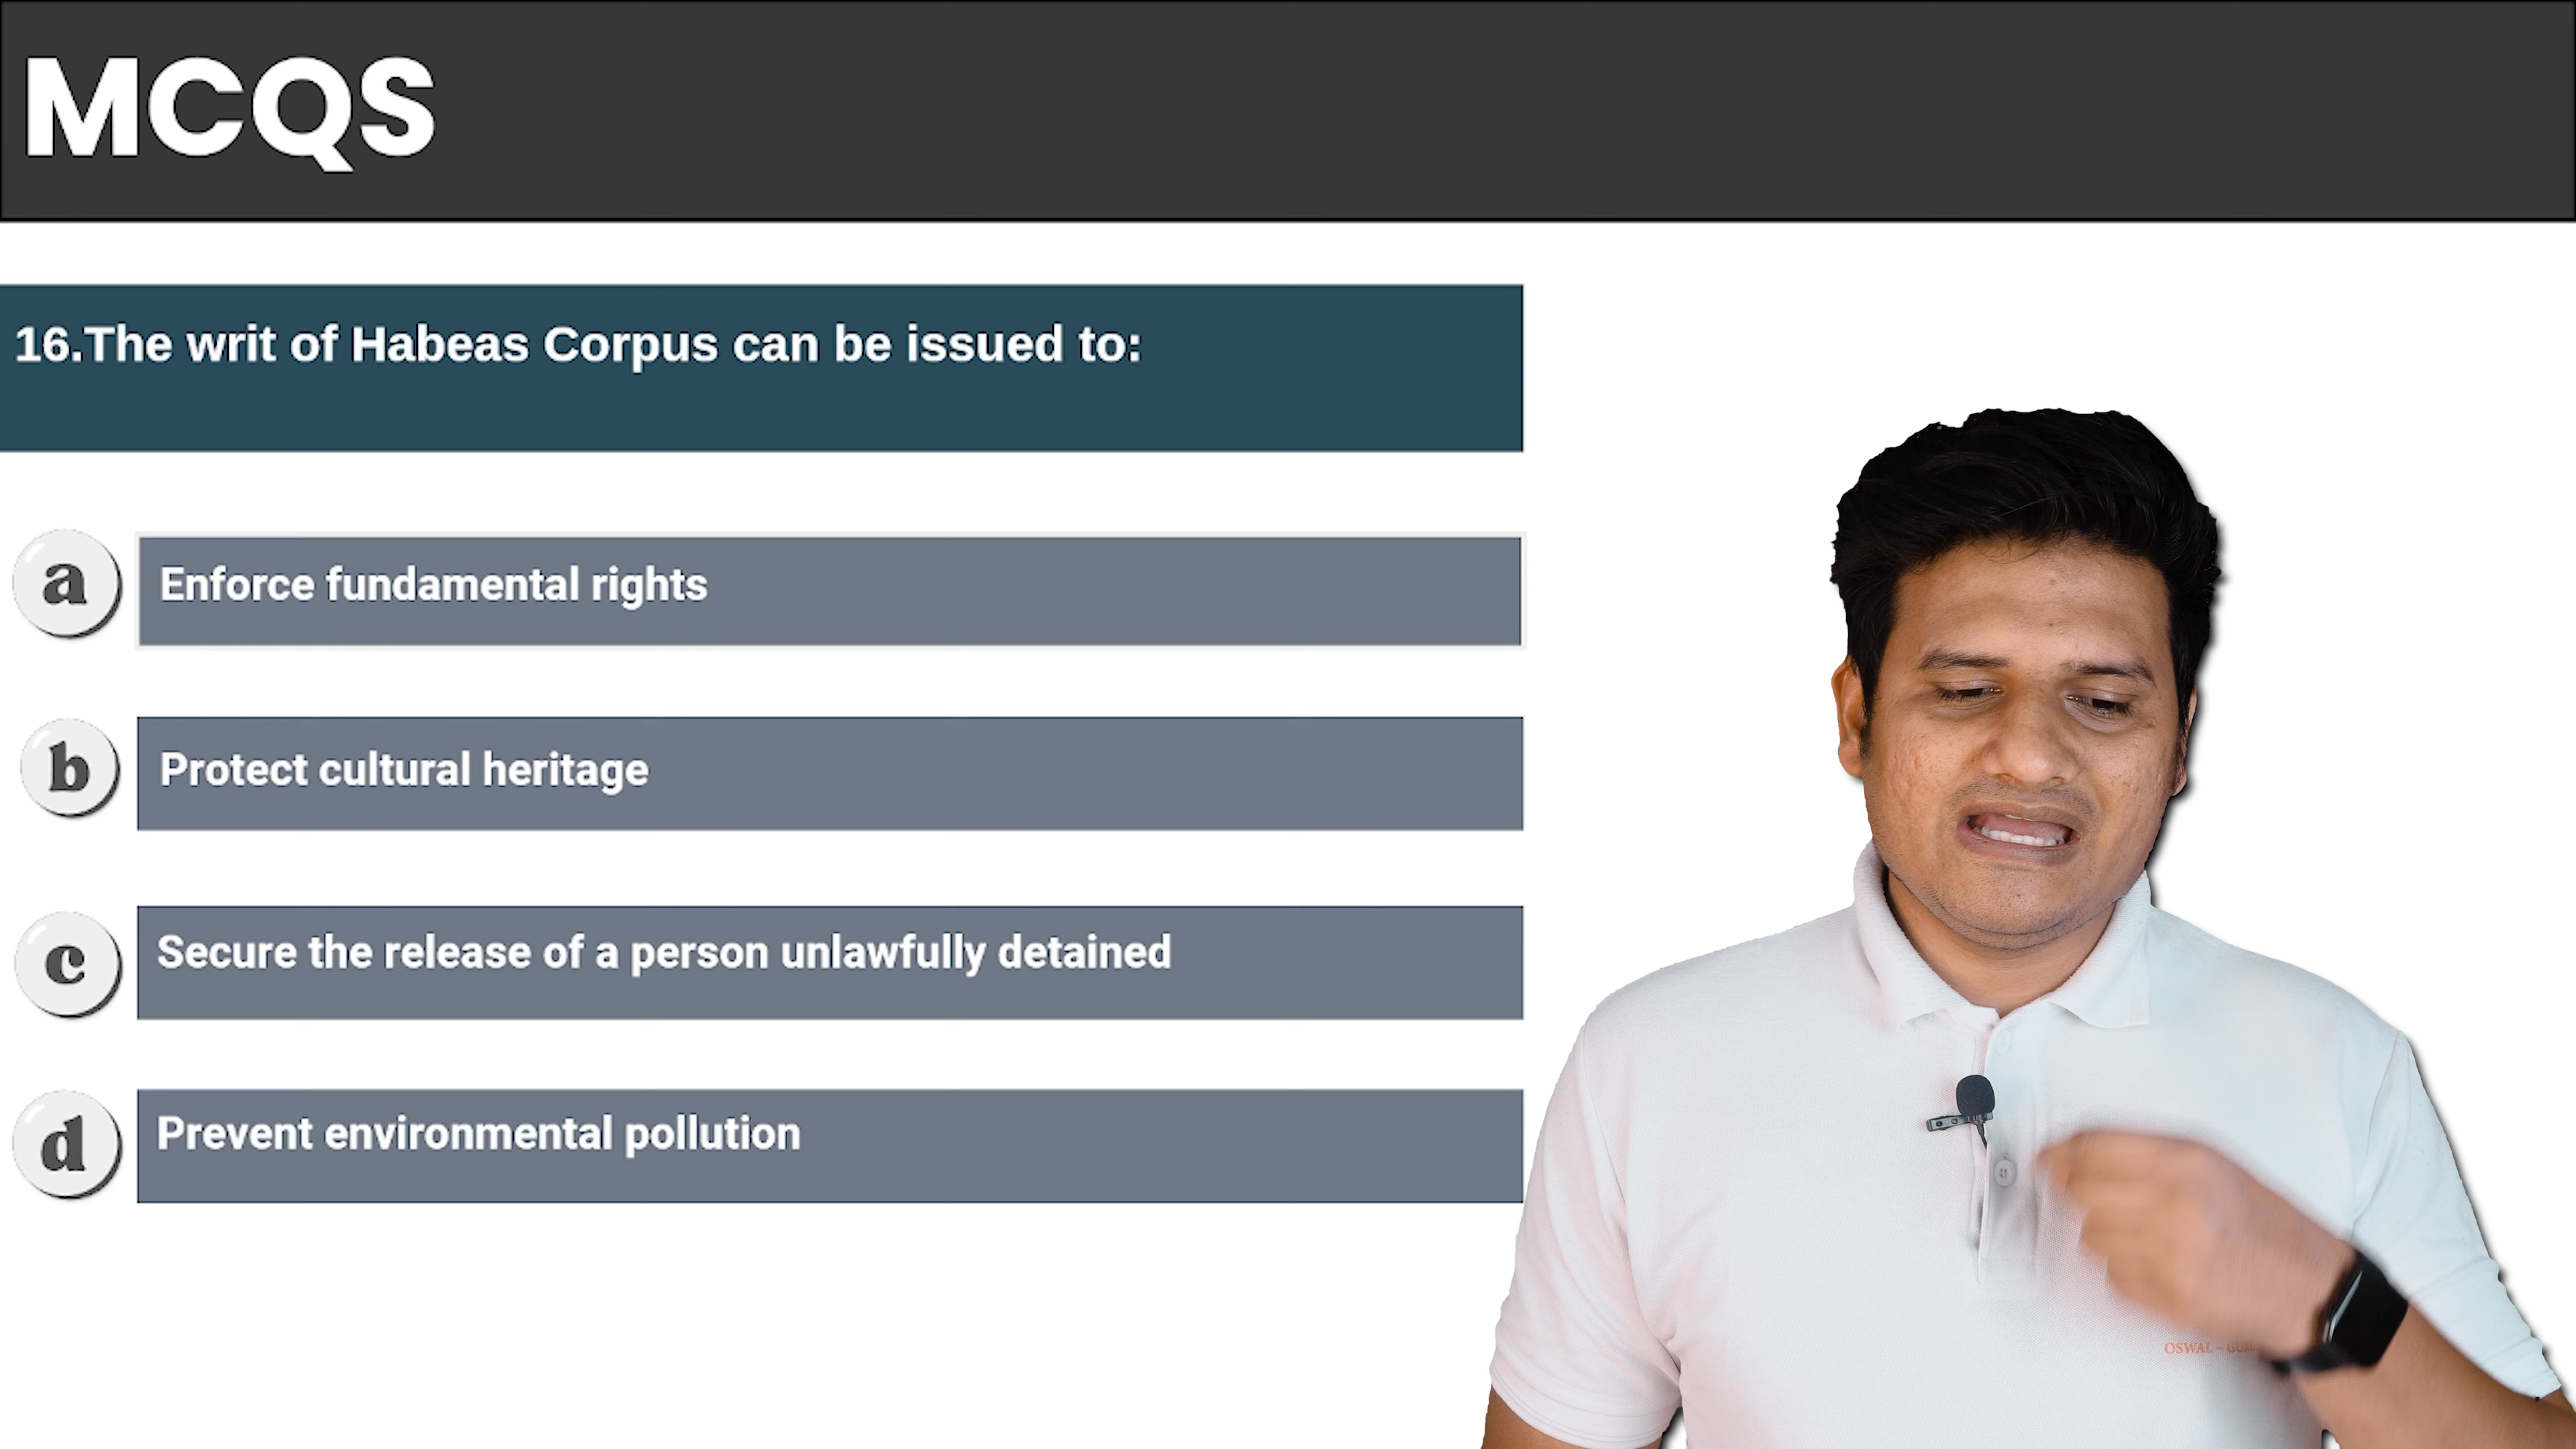 MCQS
16.The writ of Habeas Corpus can be issued to:
a
Enforce fundamental rights
b
Protect cultural heritage
c
Secure the release of a person unlawfully detained
d
Prevent environmental pollution
OSWAL -